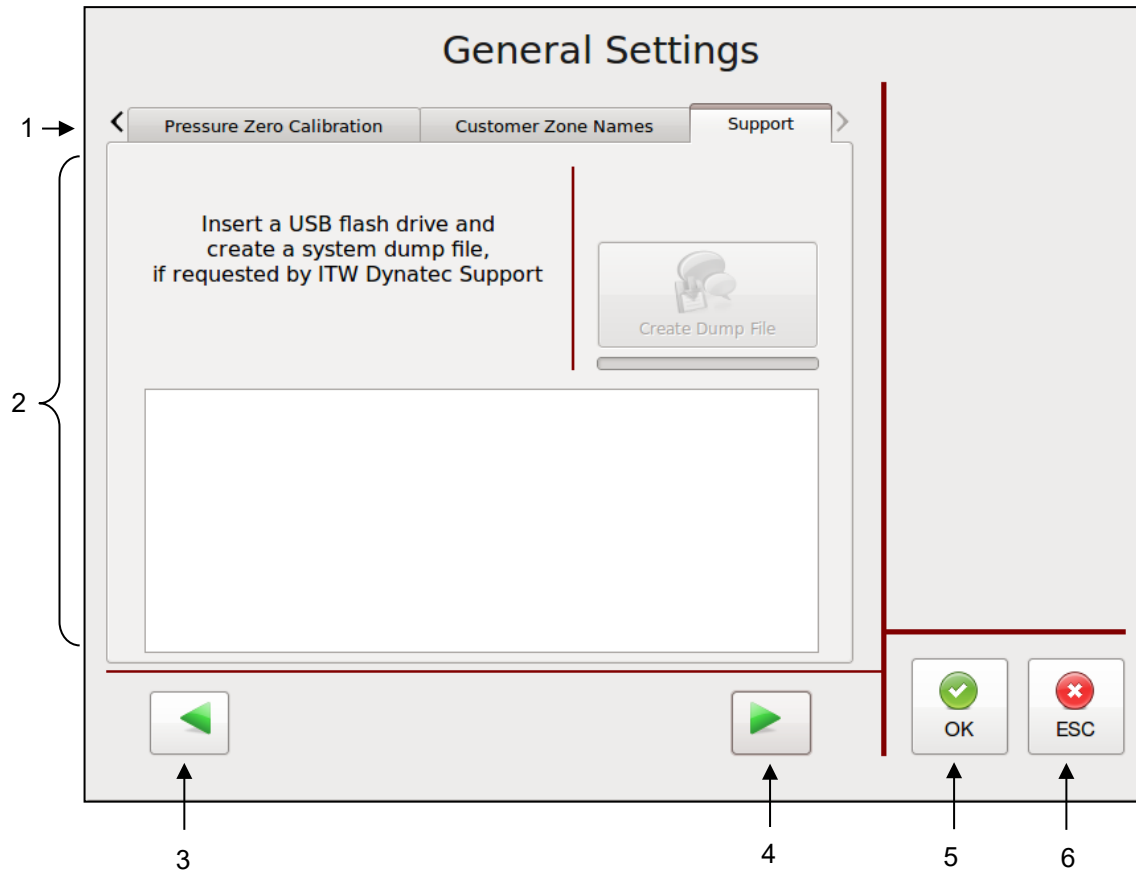 General Settings
1
Pressure Zero Calibration
Customer Zone Names
Support
2
Insert a USB flash drive and
create a system dump file,
if requested by ITW Dynatec Support
Create Dump File
OK
ESC
3
4
5
6